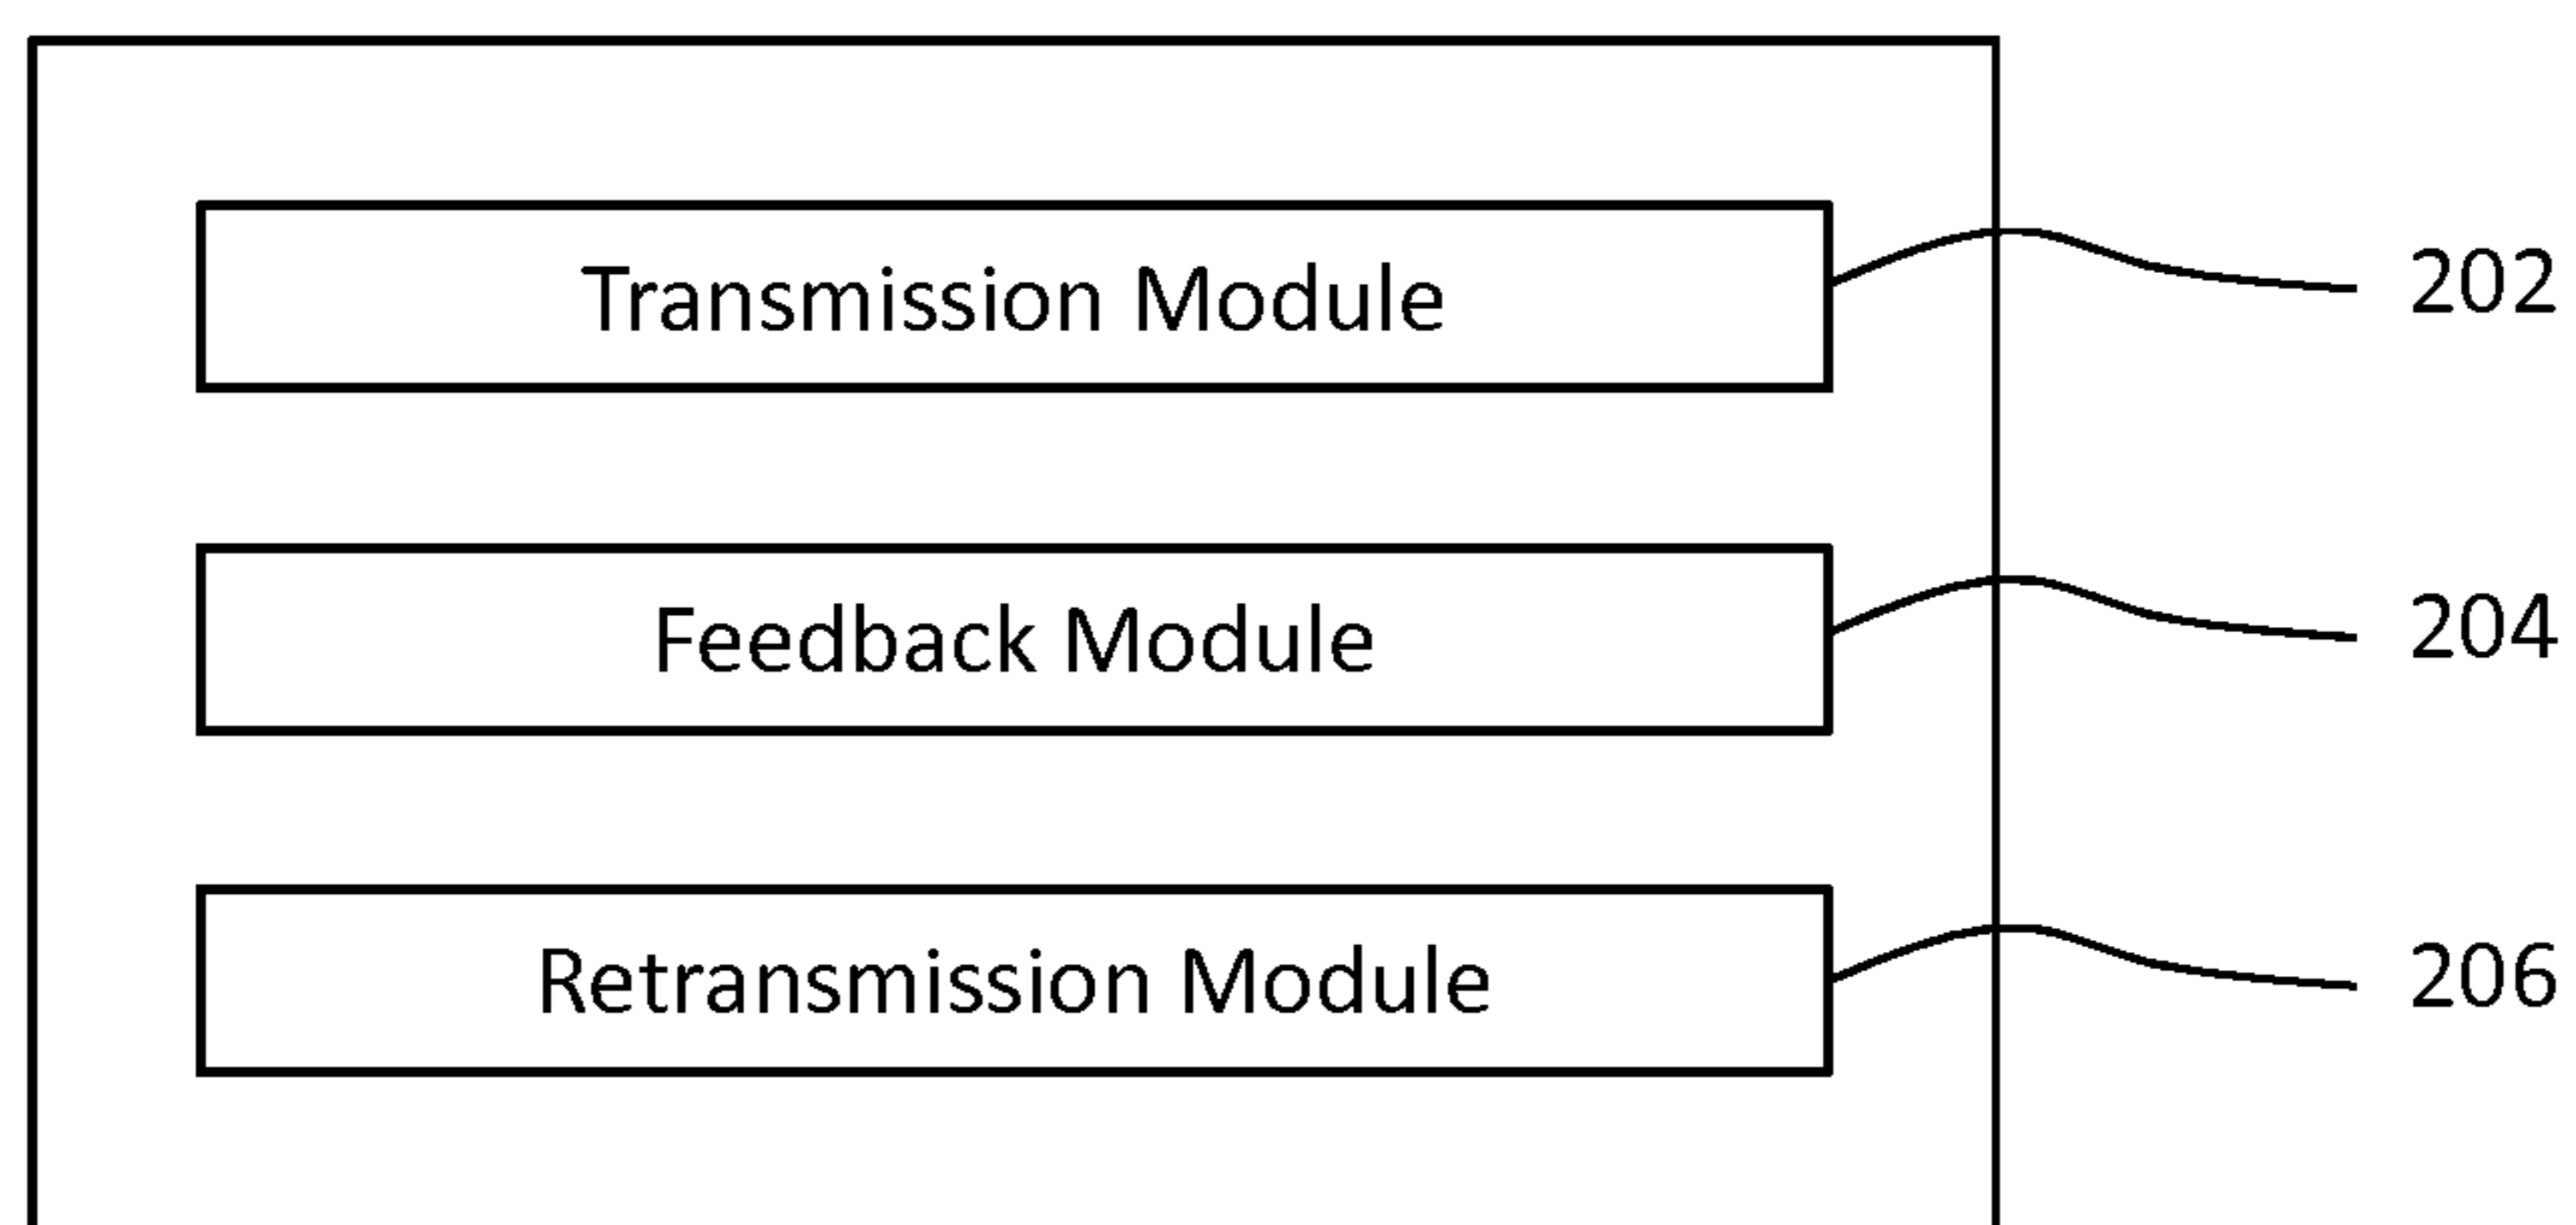 Transmission Module
202
Feedback Module
204
Retransmission Module
206